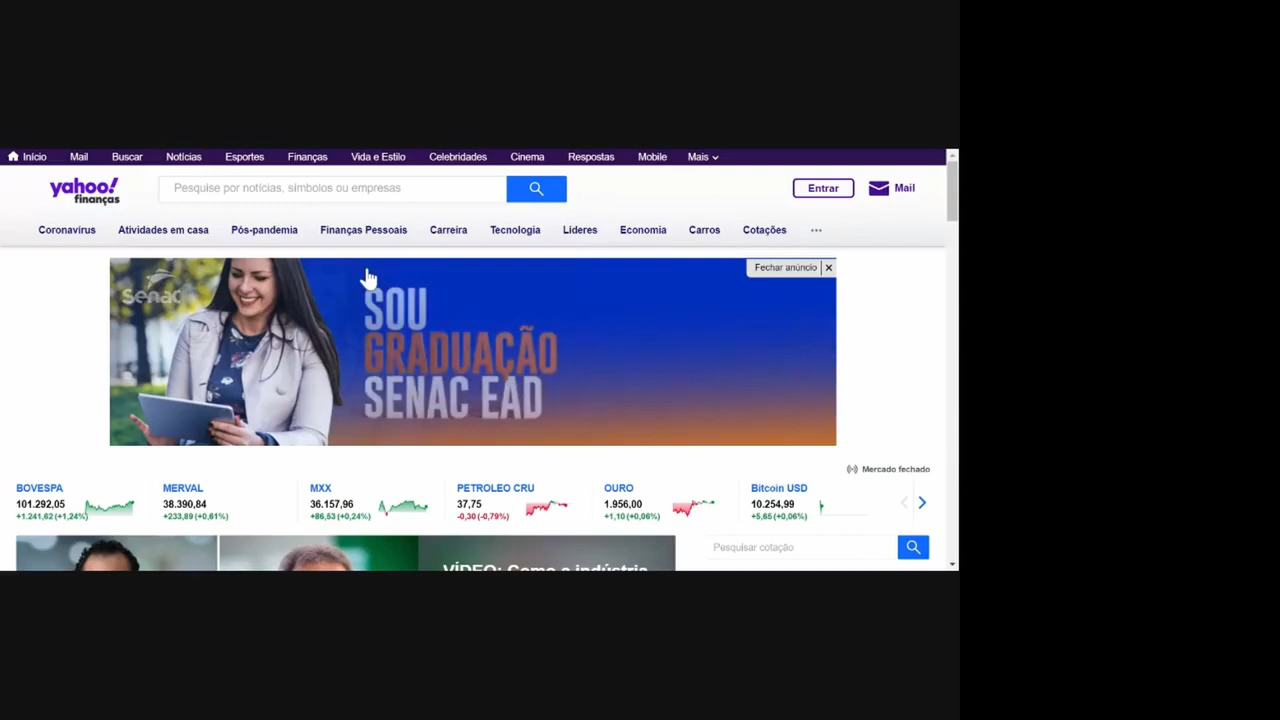 Início Mail Buscar Notícias Esportes Finanças Vida e Estilo Celebridades Cinema Respostas Mobile Mais
yahoo!
finanças
Pesquise por notícias, símbolos ou empresas
Entrar Mail
Coronavírus Atividades em casa Pós-pandemia Finanças Pessoais Carreira Tecnologia Líderes Economia Carros Cotações ...
Fechar anúncio X
Senac
SOU
GRADUAÇÃO
SENAC EAD
Mercado fechado
BOVESPA MERVAL MXX PETROLEO CRU OURO Bitcoin USD
101.292,05 38.390,84 36.157,96 37,75 1.956,00 10.254,99
+1.241,62 (+1,24%) +233,89 (+0,61%) +86,53 (+0,24%) -0,30 (-0,79%) +1,10 (+0,06%) +5,65 (+0,06%)
Pesquisar cotação
VÍDEO: Como a indústria